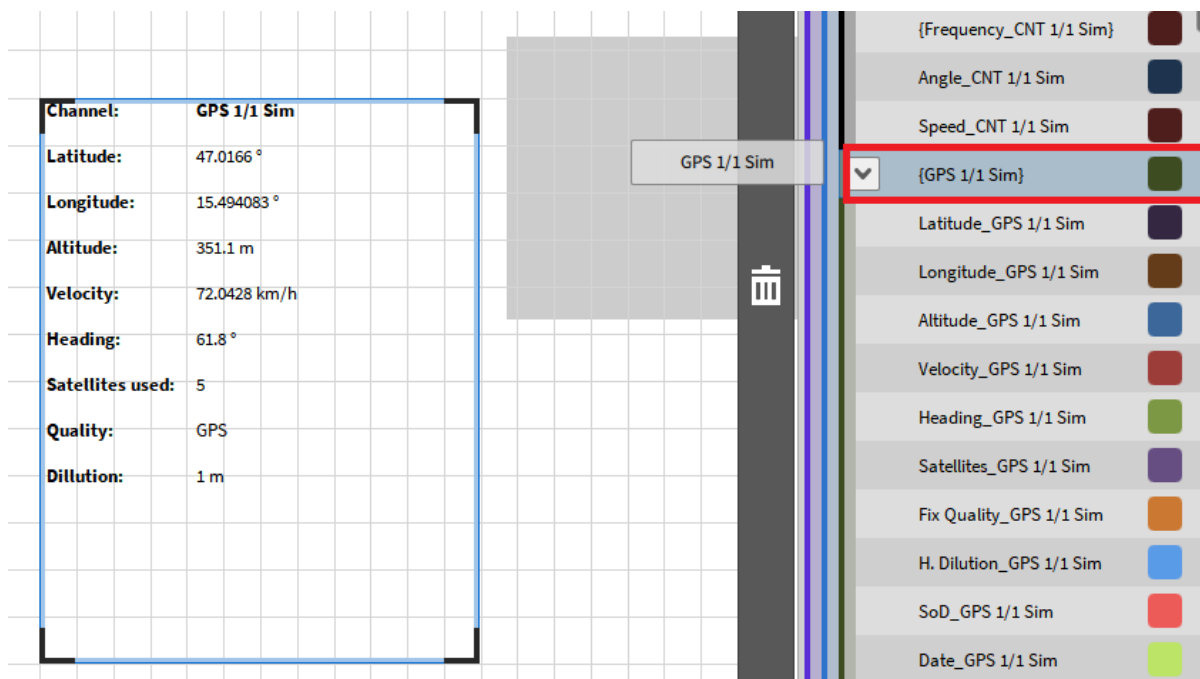 Channel: GPS 1/1 Sim
Latitude: 47.0166 °
Longitude: 15.494083 °
Altitude: 351.1 m
Velocity: 72.0428 km/h
Heading: 61.8 °
Satellites used: 5
Quality: GPS
Dillution: 1 m
GPS 1/1 Sim
{Frequency_CNT 1/1 Sim}
Angle_CNT 1/1 Sim
Speed_CNT 1/1 Sim
{GPS 1/1 Sim}
Latitude_GPS 1/1 Sim
Longitude_GPS 1/1 Sim
Altitude_GPS 1/1 Sim
Velocity_GPS 1/1 Sim
Heading_GPS 1/1 Sim
Satellites_GPS 1/1 Sim
Fix Quality_GPS 1/1 Sim
H. Dilution_GPS 1/1 Sim
SoD_GPS 1/1 Sim
Date_GPS 1/1 Sim